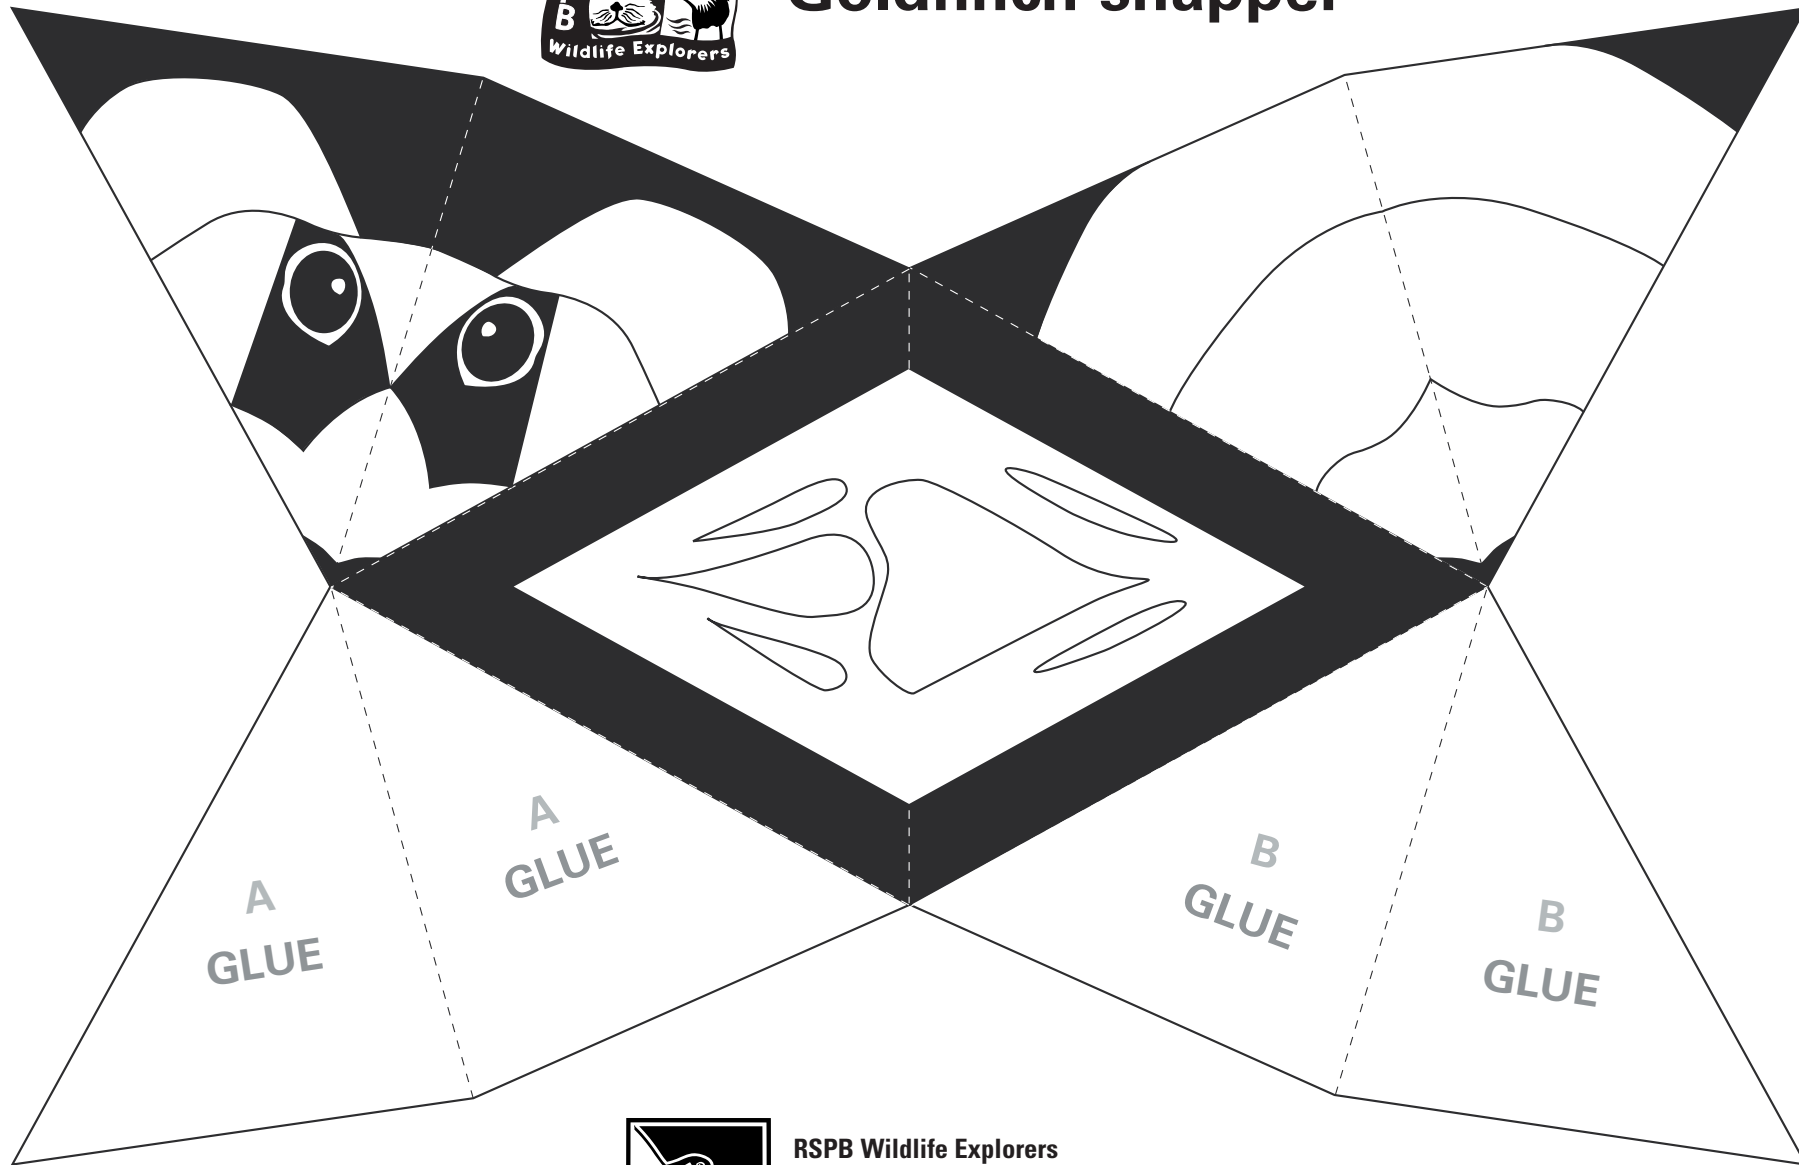 B
Wildlife Explorers
Goldfinch snapper
A
GLUE
A
GLUE
B
GLUE
B
GLUE
RSPB Wildlife Explorers